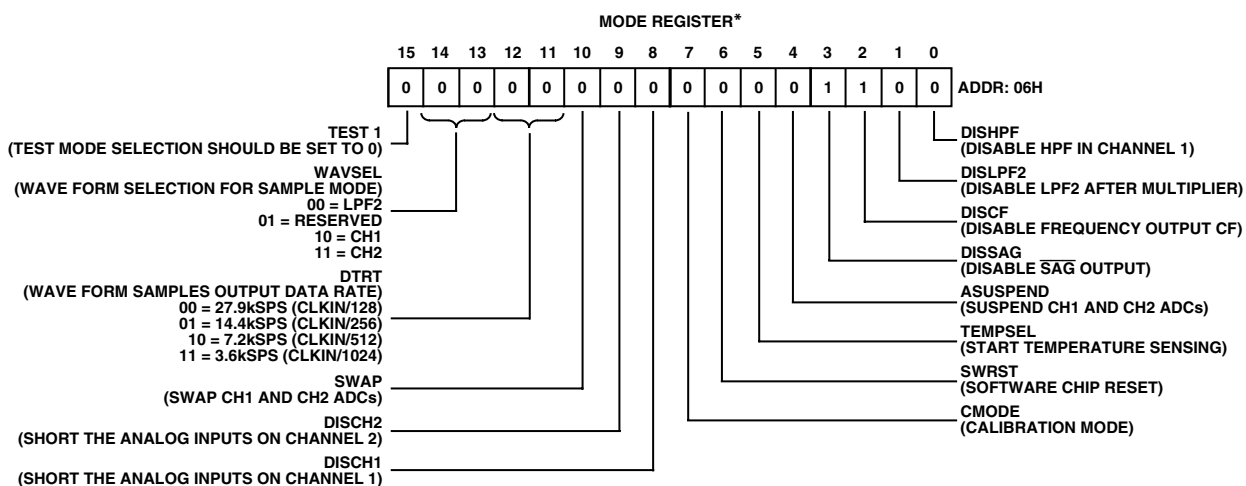 MODE REGISTER*
15 14 13 12 11 10 9 8 7 6 5 4 3 2 1 0
0 0 0 0 0 0 0 0 0 0 0 0 1 1 0 0 ADDR: 06H
TEST 1
(TEST MODE SELECTION SHOULD BE SET TO 0)
WAVSEL
(WAVE FORM SELECTION FOR SAMPLE MODE)
00 = LPF2
01 = RESERVED
10 = CH1
11 = CH2
DTRT
(WAVE FORM SAMPLES OUTPUT DATA RATE)
00 = 27.9kSPS (CLKIN/128)
01 = 14.4kSPS (CLKIN/256)
10 = 7.2kSPS (CLKIN/512)
11 = 3.6kSPS (CLKIN/1024)
SWAP
(SWAP CH1 AND CH2 ADCs)
DISCH2
(SHORT THE ANALOG INPUTS ON CHANNEL 2)
DISCH1
(SHORT THE ANALOG INPUTS ON CHANNEL 1)
DISHPF
(DISABLE HPF IN CHANNEL 1)
DISLPF2
(DISABLE LPF2 AFTER MULTIPLIER)
DISCF
(DISABLE FREQUENCY OUTPUT CF)
DISSAG
(DISABLE SAG OUTPUT)
ASUSPEND
(SUSPEND CH1 AND CH2 ADCs)
TEMPSEL
(START TEMPERATURE SENSING)
SWRST
(SOFTWARE CHIP RESET)
CMODE
(CALIBRATION MODE)